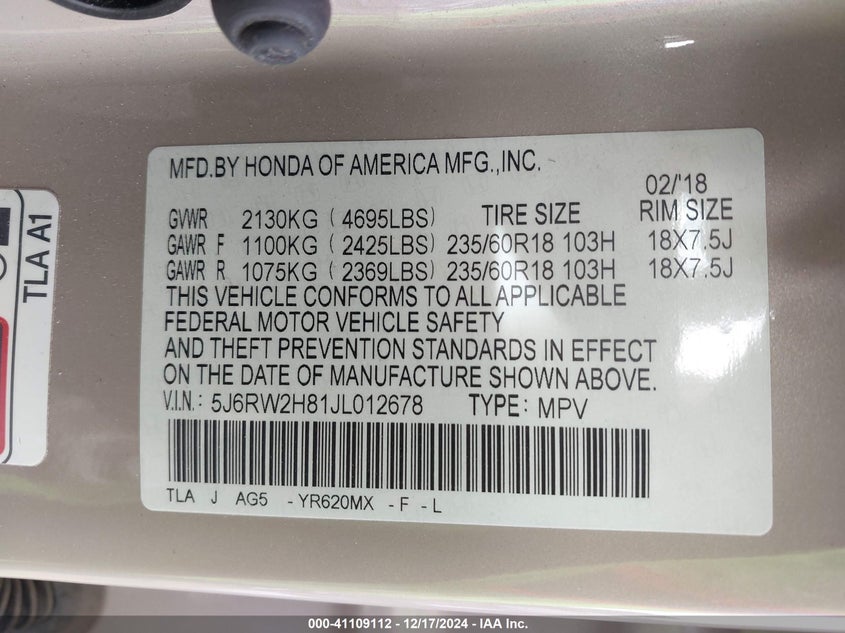 MFD.BY HONDA OF AMERICA MFG.,INC.
02/'18
GVWR 2130KG ( 4695LBS) TIRE SIZE RIM SIZE
GAWR F 1100KG ( 2425LBS) 235/60R18 103H 18X7.5J
GAWR R 1075KG ( 2369LBS) 235/60R18 103H 18X7.5J
THIS VEHICLE CONFORMS TO ALL APPLICABLE
FEDERAL MOTOR VEHICLE SAFETY
AND THEFT PREVENTION STANDARDS IN EFFECT
ON THE DATE OF MANUFACTURE SHOWN ABOVE.
V.I.N.: 5J6RW2H81JL012678 TYPE: MPV
TLA J AG5 -YR620MX -F -L
TLA A1
000-41109112 - 12/17/2024 - IAA Inc.